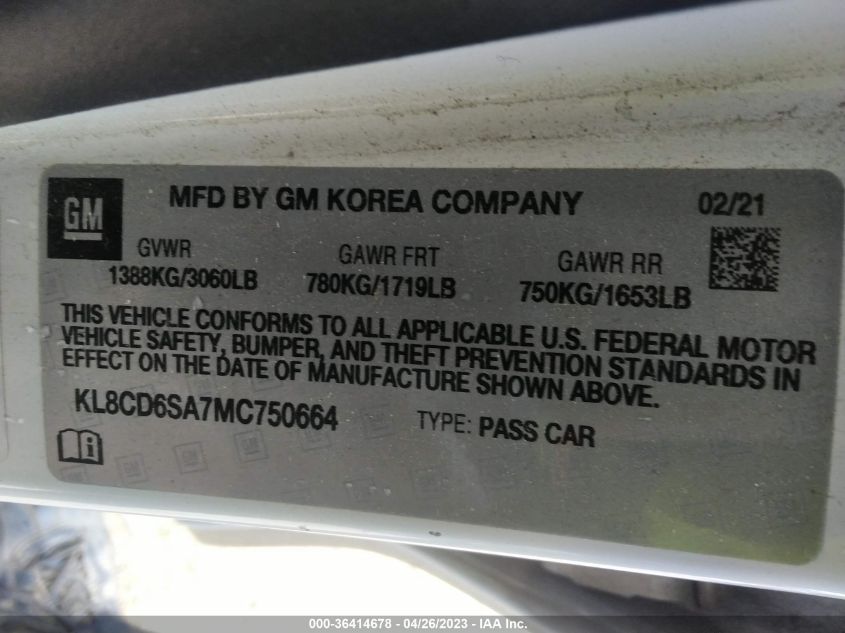 GM
MFD BY GM KOREA COMPANY 02/21
GVWR GAWR FRT GAWR RR
1388KG/3060LB 780KG/1719LB 750KG/1653LB
THIS VEHICLE CONFORMS TO ALL APPLICABLE U.S. FEDERAL MOTOR
VEHICLE SAFETY, BUMPER, AND THEFT PREVENTION STANDARDS IN
EFFECT ON THE DATE OF MANUFACTURE SHOWN ABOVE.
KL8CD6SA7MC750664 TYPE: PASS CAR
000-36414678 - 04/26/2023 - IAA Inc.